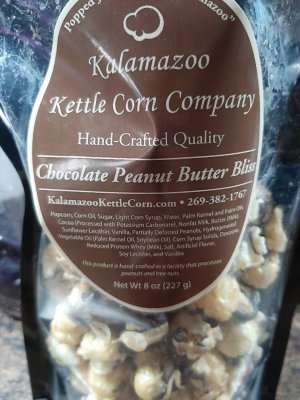 Popped
Kalamazoo
Kettle Corn Company
Hand-Crafted Quality
Chocolate Peanut Butter Bliss
KalamazooKettleCorn.com • 269-382-1767
Popcorn, Corn Oil, Sugar, Light Corn Syrup, Water, Palm Kernel and Palm Oils,
Cocoa (Processed with Potassium Carbonate), Nonfat Milk, Butter (Milk),
Sunflower Lecithin, Vanilla, Partially Defatted Peanuts, Hydrogenated
Vegetable Oil (Palm Kernel Oil, Soybean Oil), Corn Syrup Solids, Dextrose,
Reduced Protein Whey (Milk), Salt, Artificial Flavor,
Soy Lecithin, and Vanillin
This product is hand-crafted in a facility that processes
peanuts and tree nuts.
Net Wt 8 oz (227 g)